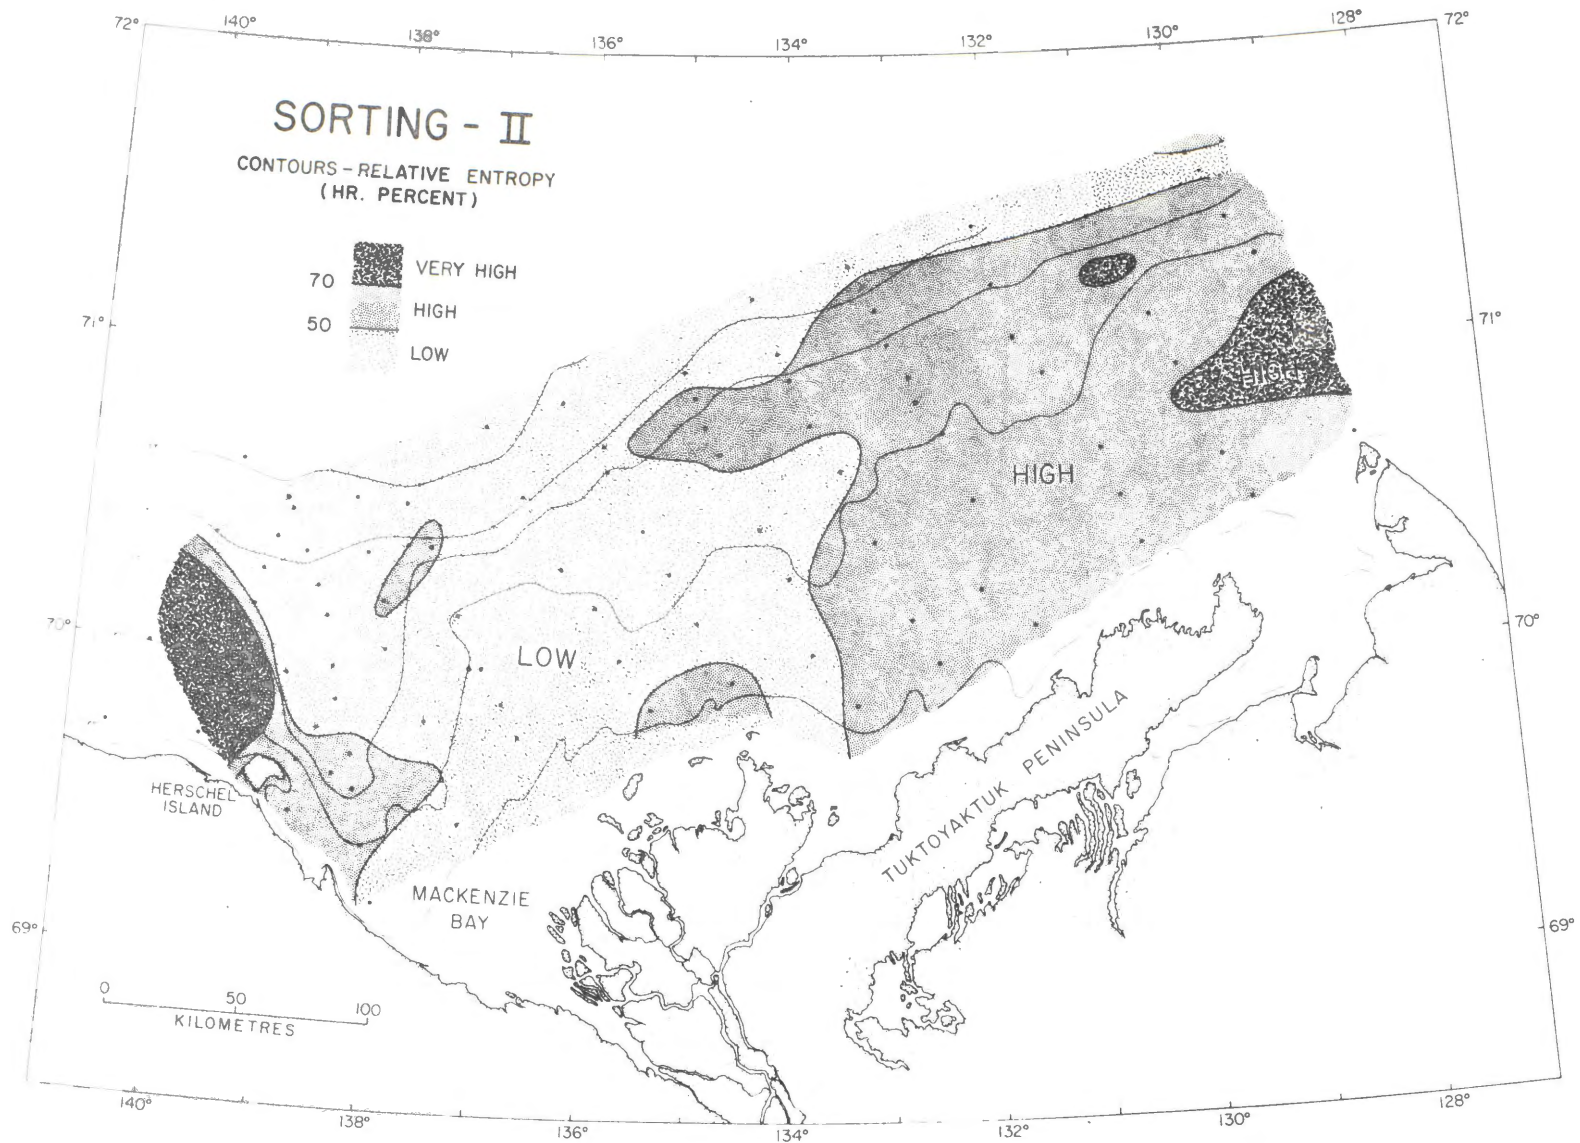 72° 140° 138° 136° 134° 132° 130° 128° 72°
SORTING - II
CONTOURS - RELATIVE ENTROPY
(HR. PERCENT)
VERY HIGH
70
HIGH
50
LOW
71° 71°
HIGH
HIGH
70° 70°
LOW
HERSCHEL
ISLAND
TUKTOYAKTUK PENINSULA
MACKENZIE
BAY
69° 69°
0 50 100
KILOMETRES
140° 138° 136° 134° 132° 130° 128°